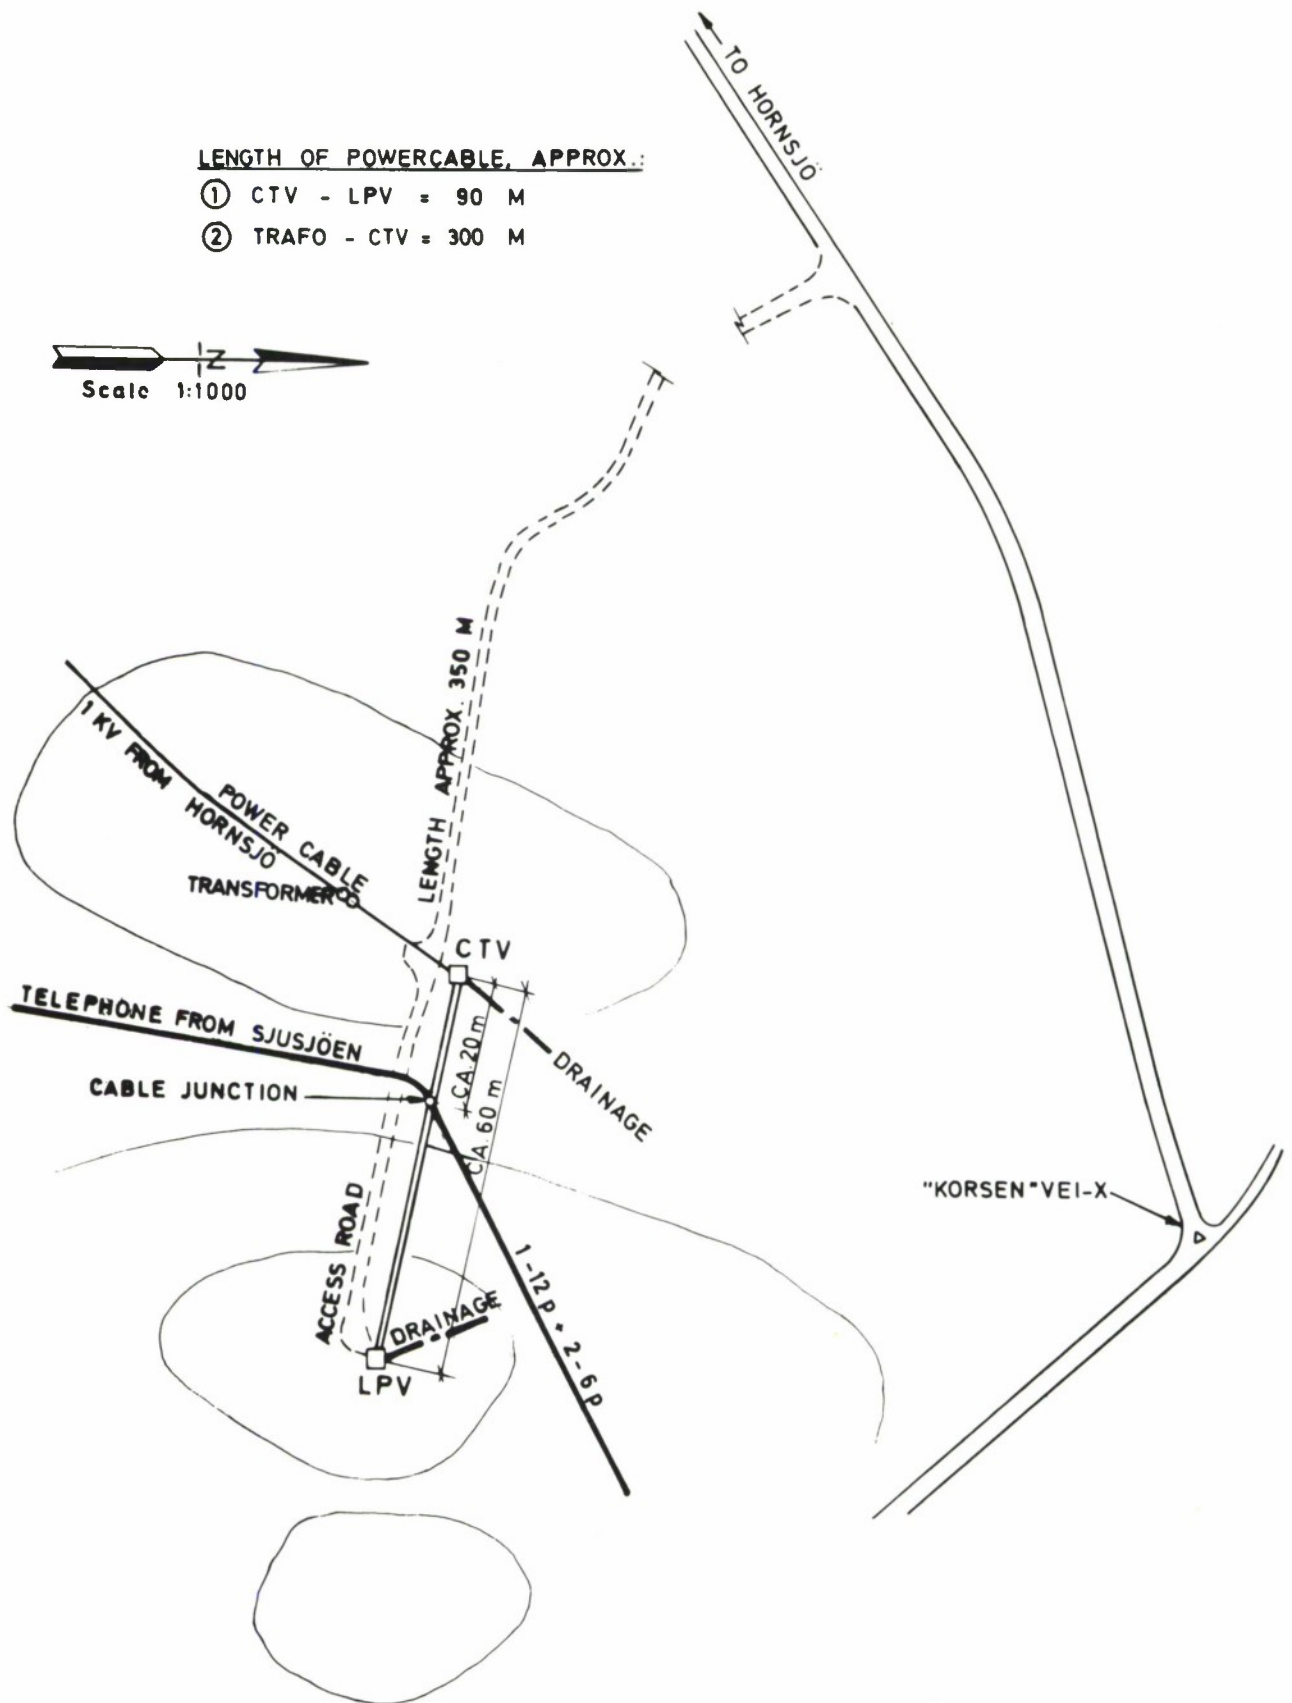 TO HORNSJÖ
LENGTH OF POWERCABLE, APPROX.:
① CTV - LPV = 90 M
② TRAFO - CTV = 300 M
N
Scale 1:1000
LENGTH APPROX. 350 M
1 KV FROM HORNSJÖ
POWER CABLE
TRANSFORMER
CTV
TELEPHONE FROM SJUSJÖEN
CABLE JUNCTION
CA. 20 m
CA. 60 m
DRAINAGE
"KORSEN" VEI-X
ACCESS ROAD
1-12 p + 2-6 p
DRAINAGE
LPV